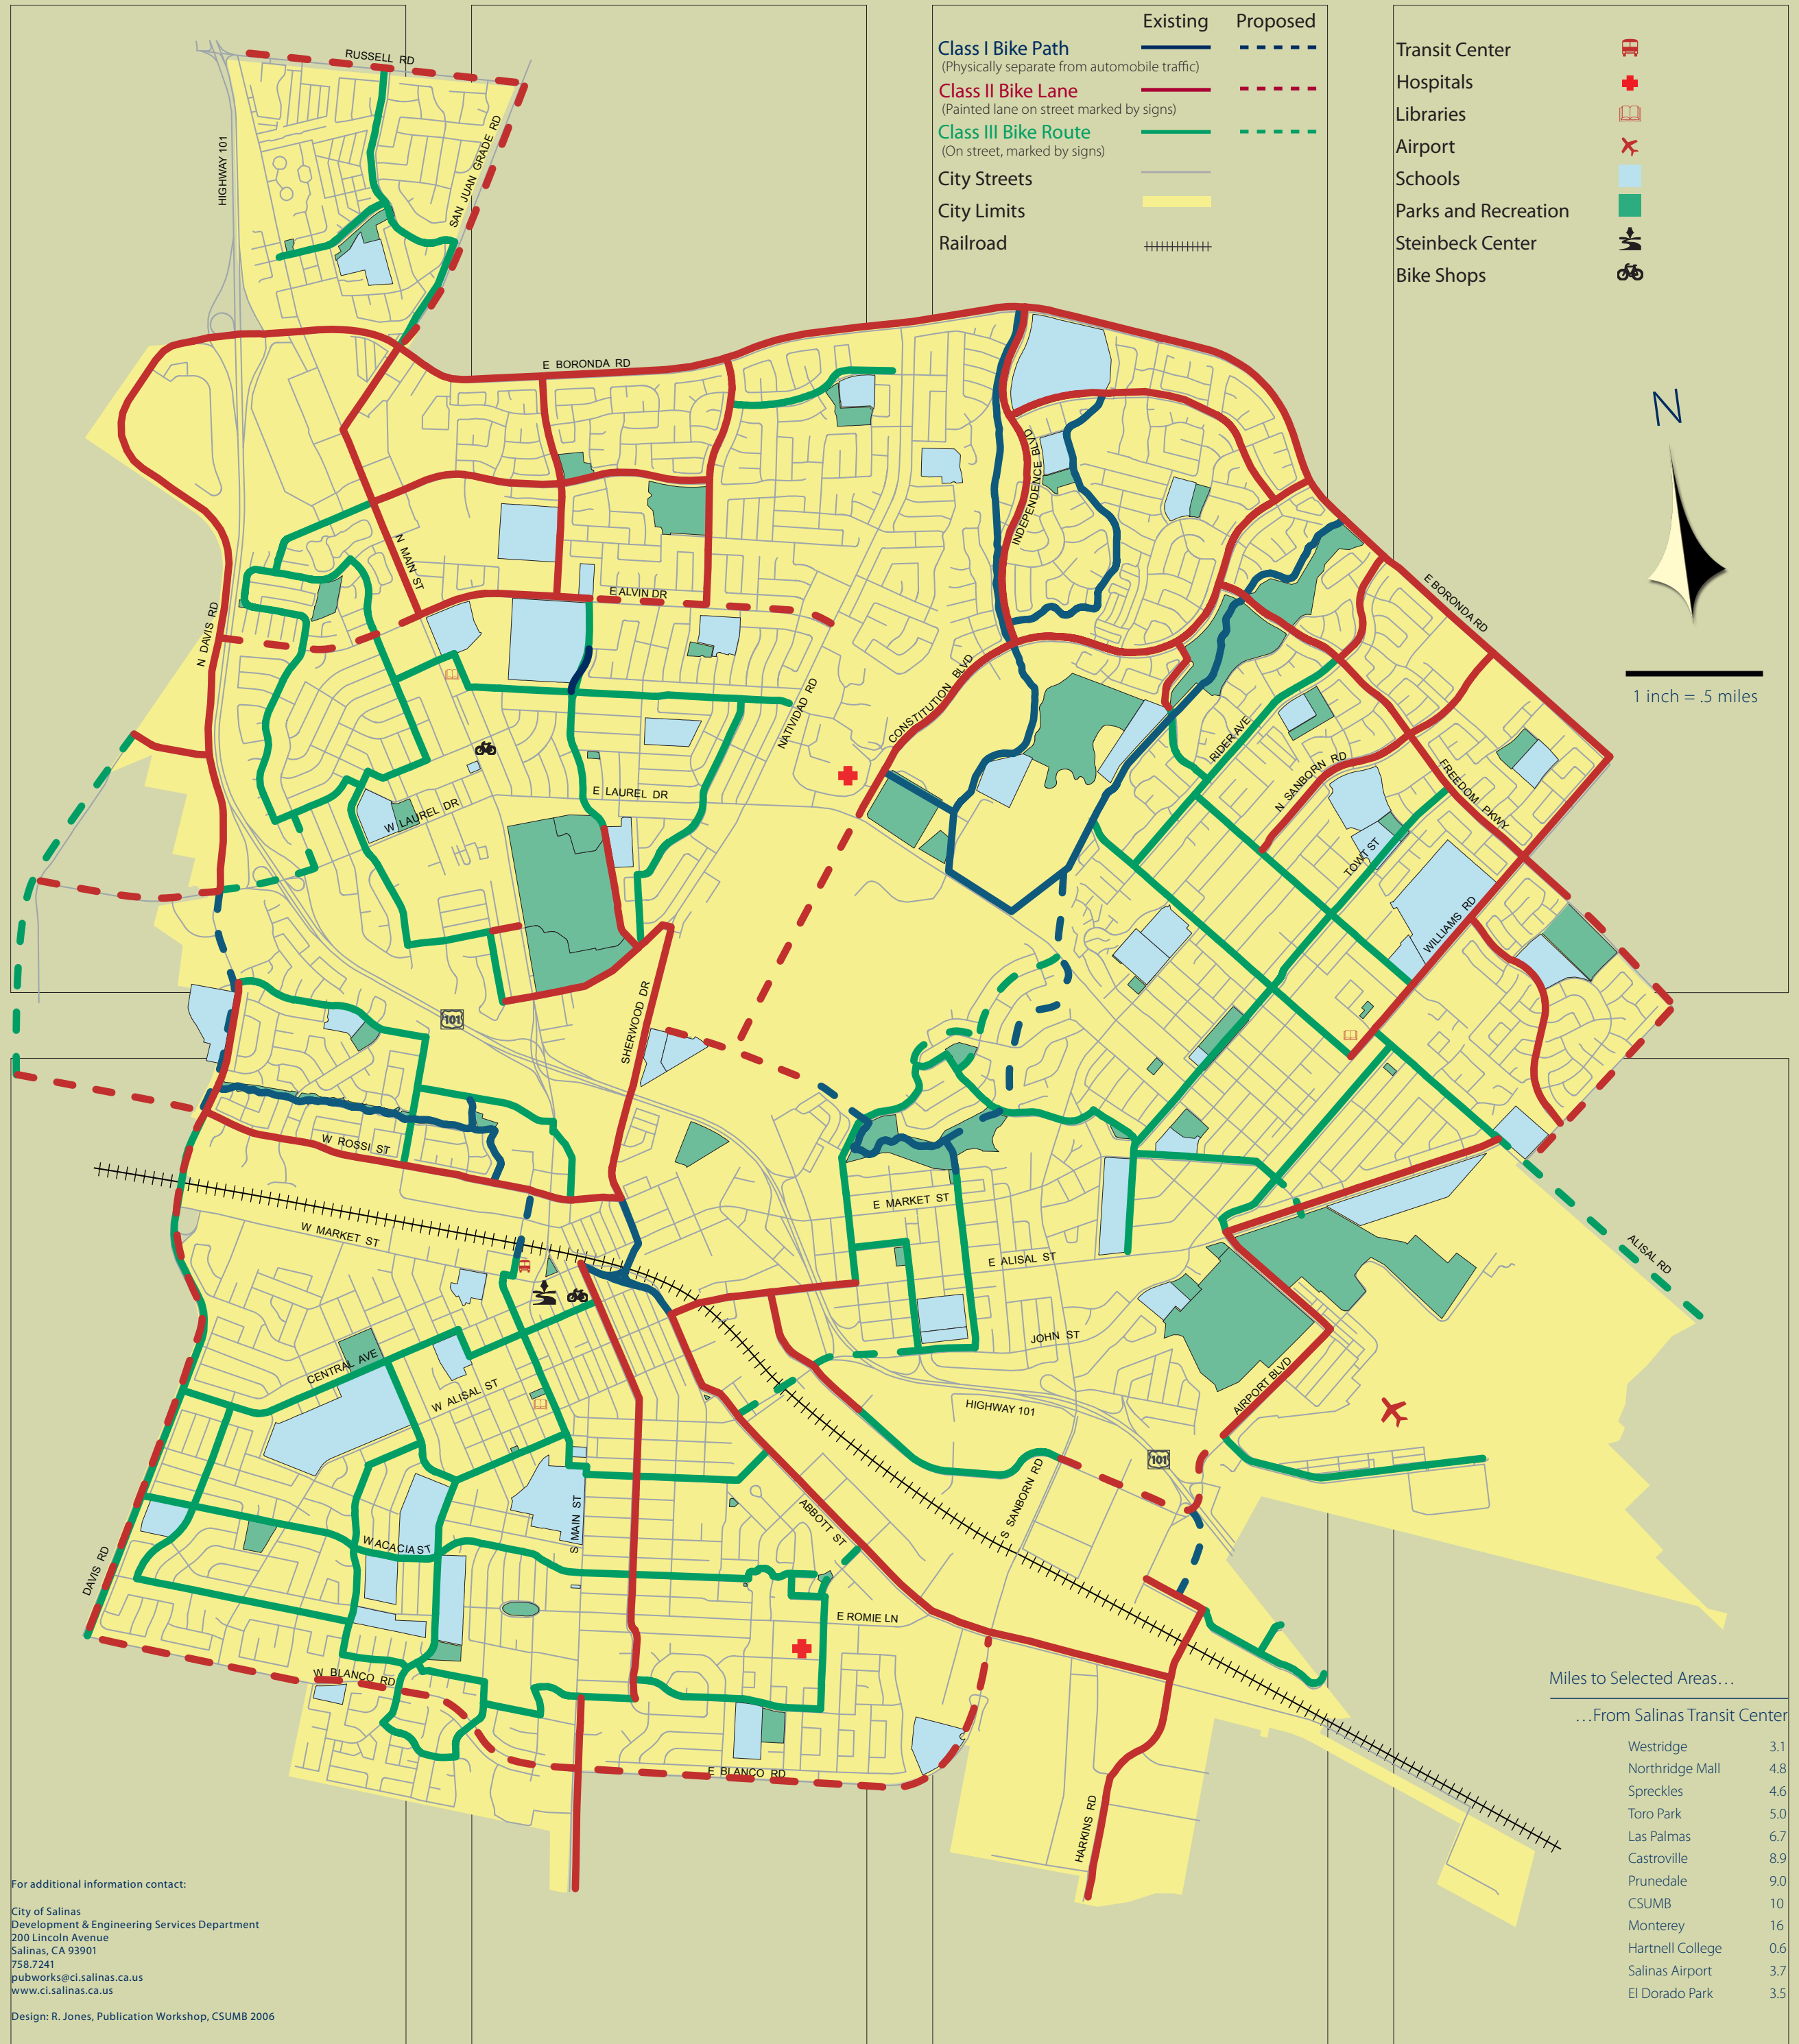 Existing Proposed
Class I Bike Path
(Physically separate from automobile traffic)
Class II Bike Lane
(Painted lane on street marked by signs)
Class III Bike Route
(On street, marked by signs)
City Streets
City Limits
Railroad
Transit Center
Hospitals
Libraries
Airport
Schools
Parks and Recreation
Steinbeck Center
Bike Shops
N
1 inch = .5 miles
RUSSELL RD
HIGHWAY 101
SAN JUAN GRADE RD
E BORONDA RD
INDEPENDENCE BLVD
N MAIN ST
E ALVIN DR
N DAVIS RD
E BORONDA RD
CONSTITUTION BLVD
NATIVIDAD RD
RIDER AVE
N SANBORN RD
FREEDOM PKWY
E LAUREL DR
W LAUREL DR
TOWT ST
WILLIAMS RD
SHERWOOD DR
101
W ROSSI ST
E MARKET ST
W MARKET ST
E ALISAL ST
ALISAL RD
JOHN ST
CENTRAL AVE
W ALISAL ST
AIRPORT BLVD
HIGHWAY 101
101
S SANBORN RD
ABBOTT ST
S MAIN ST
W ACACIA ST
DAVIS RD
E ROMIE LN
W BLANCO RD
E BLANCO RD
HARKINS RD
Miles to Selected Areas…
…From Salinas Transit Center
Westridge 3.1
Northridge Mall 4.8
Spreckles 4.6
Toro Park 5.0
Las Palmas 6.7
Castroville 8.9
Prunedale 9.0
CSUMB 10
Monterey 16
Hartnell College 0.6
Salinas Airport 3.7
El Dorado Park 3.5
For additional information contact:
City of Salinas
Development & Engineering Services Department
200 Lincoln Avenue
Salinas, CA 93901
758.7241
pubworks@ci.salinas.ca.us
www.ci.salinas.ca.us
Design: R. Jones, Publication Workshop, CSUMB 2006